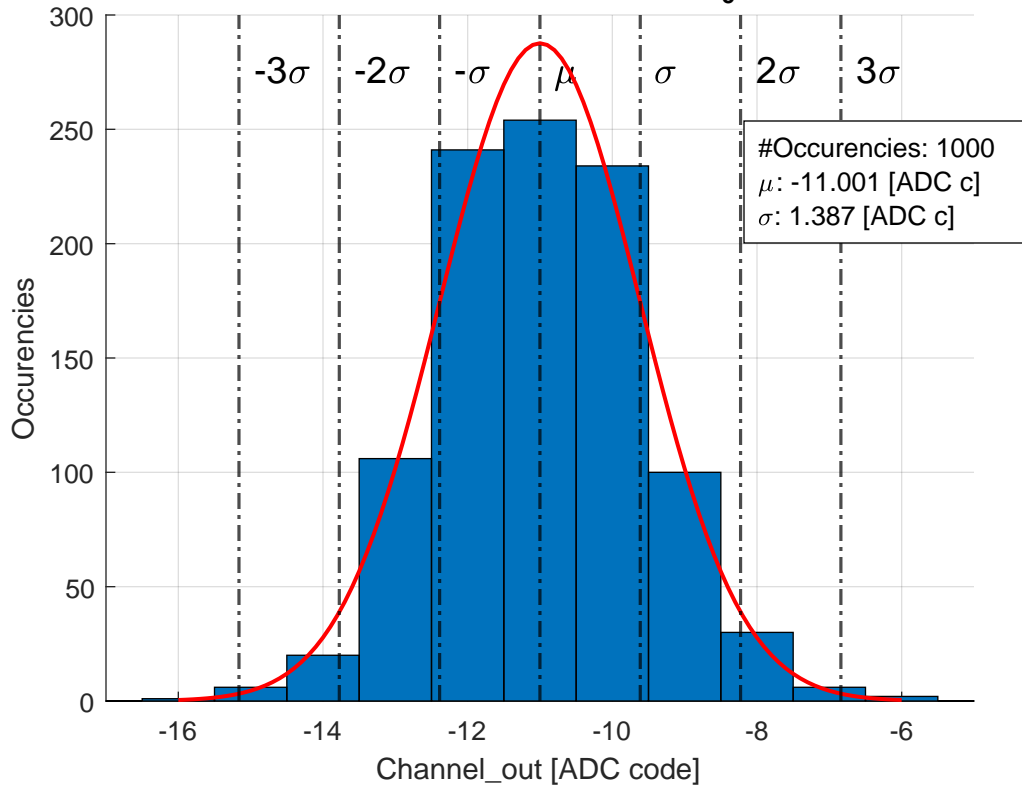 300
-3σ -2σ -σ μ σ 2σ 3σ
250
#Occurencies: 1000
μ: -11.001 [ADC c]
σ: 1.387 [ADC c]
200
150
100
50
0
Occurencies
-16 -14 -12 -10 -8 -6
Channel_out [ADC code]